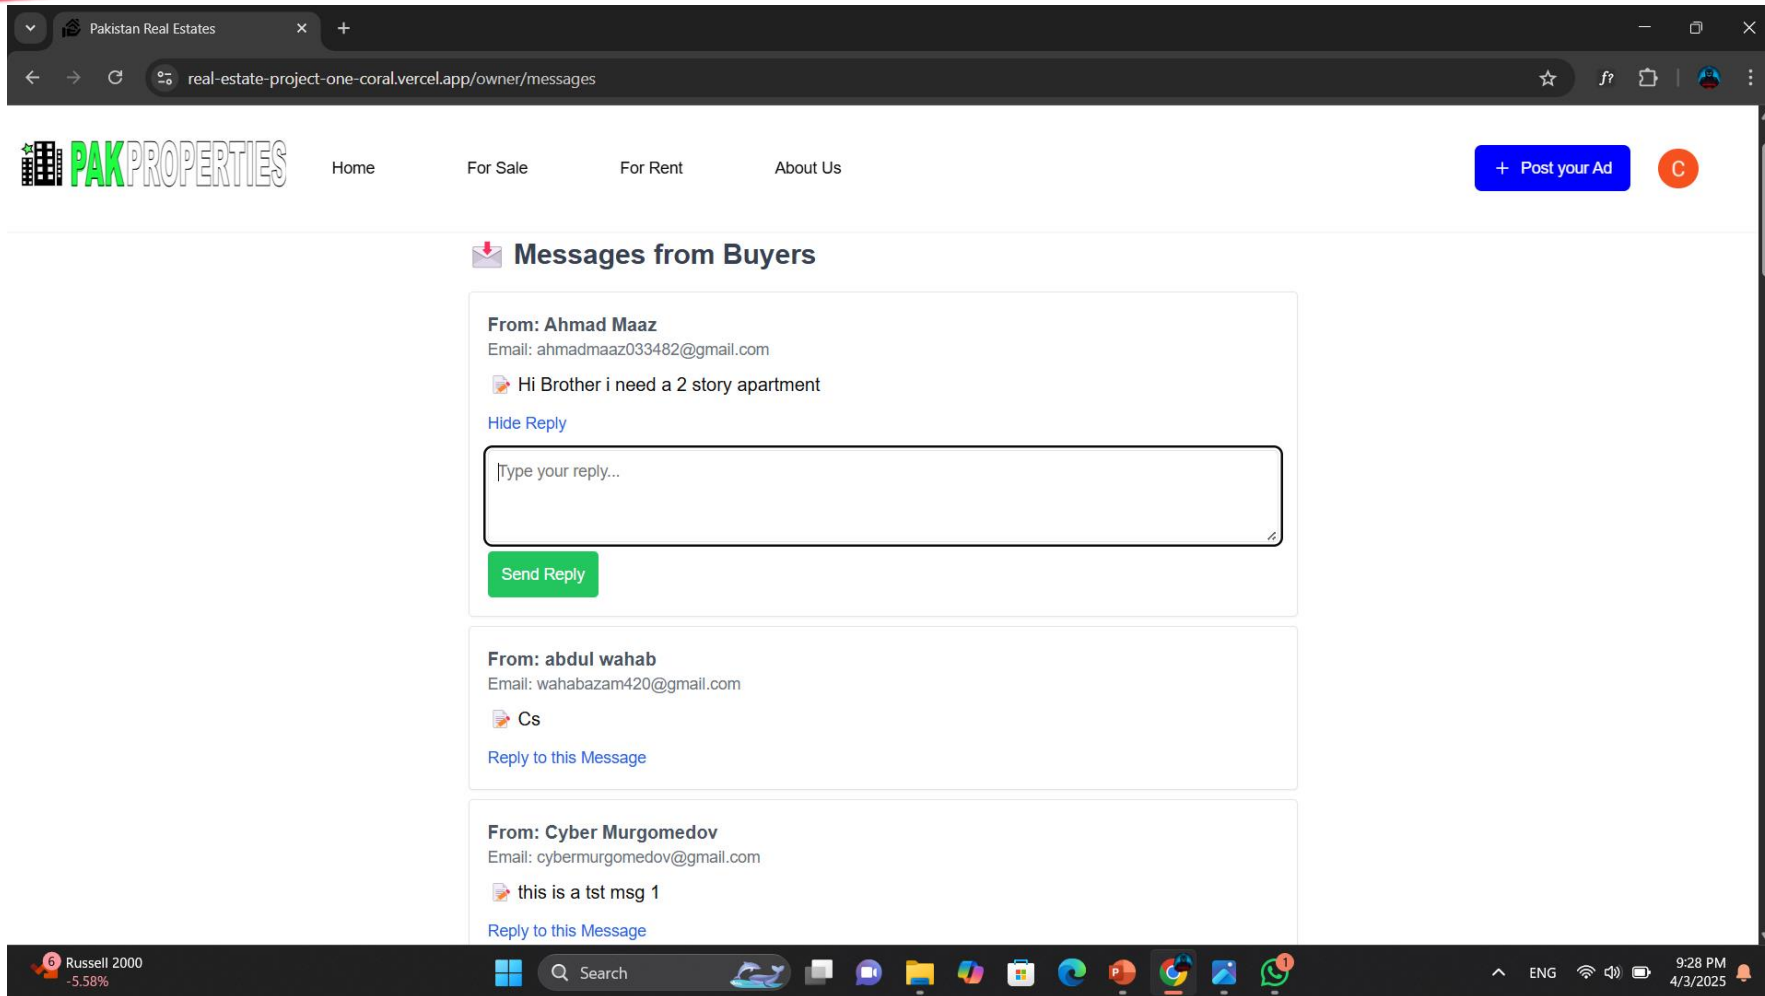 Pakistan Real Estates
real-estate-project-one-coral.vercel.app/owner/messages
f?
PAKPROPERTIES
Home
For Sale
For Rent
About Us
+ Post your Ad
C
Messages from Buyers
From: Ahmad Maaz
Email: ahmadmaaz033482@gmail.com
Hi Brother i need a 2 story apartment
Hide Reply
Type your reply...
Send Reply
From: abdul wahab
Email: wahabazam420@gmail.com
Cs
Reply to this Message
From: Cyber Murgomedov
Email: cybermurgomedov@gmail.com
this is a tst msg 1
Reply to this Message
6
Russell 2000
-5.58%
Search
P
1
ENG
9:28 PM
4/3/2025